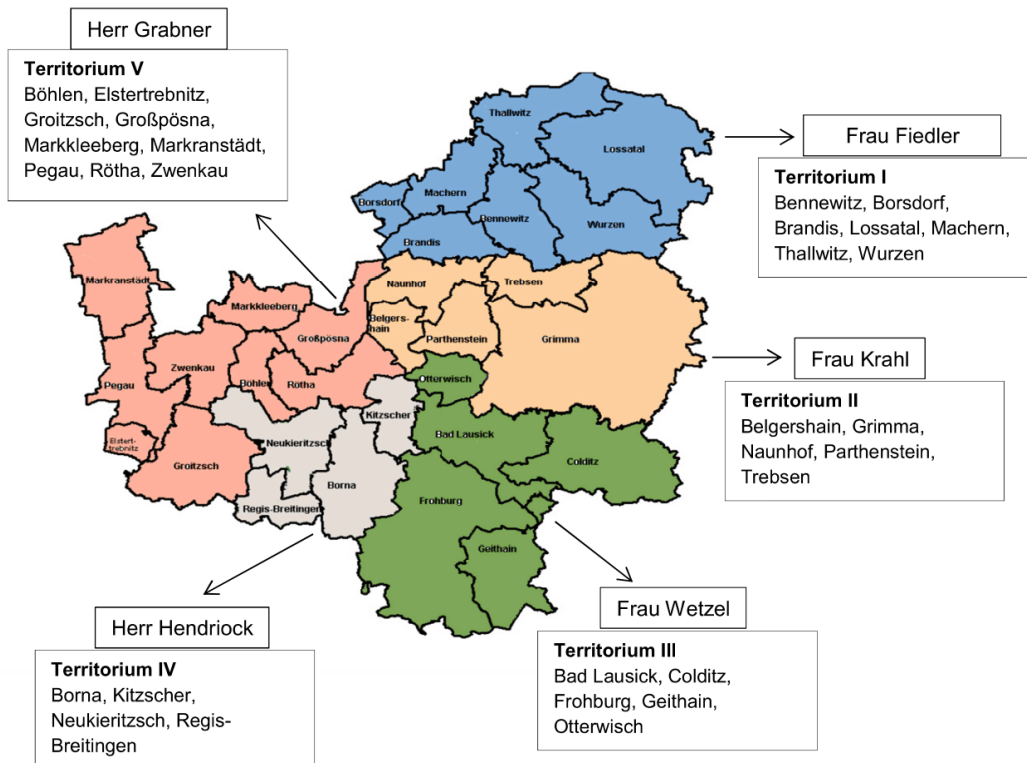 Herr Grabner
Territorium V
Böhlen, Elstertrebnitz,
Groitzsch, Großpösna,
Markkleeberg, Markranstädt,
Pegau, Rötha, Zwenkau
Frau Fiedler
Territorium I
Bennewitz, Borsdorf,
Brandis, Lossatal, Machern,
Thallwitz, Wurzen
Thallwitz
Lossatal
Machern
Borsdorf
Bennewitz
Wurzen
Brandis
Markranstädt
Naunhof
Trebsen
Markkleeberg
Belgers-
hain
Großpösna
Parthenstein
Grimma
Zwenkau
Pegau
Böhlen
Rötha
Otterwisch
Kitzscher
Elstert-
trebnitz
Neukieritzsch
Bad Lausick
Groitzsch
Colditz
Borna
Frohburg
Regis-Breitingen
Geithain
Frau Krahl
Territorium II
Belgershain, Grimma,
Naunhof, Parthenstein,
Trebsen
Herr Hendriock
Territorium IV
Borna, Kitzscher,
Neukieritzsch, Regis-
Breitingen
Frau Wetzel
Territorium III
Bad Lausick, Colditz,
Frohburg, Geithain,
Otterwisch